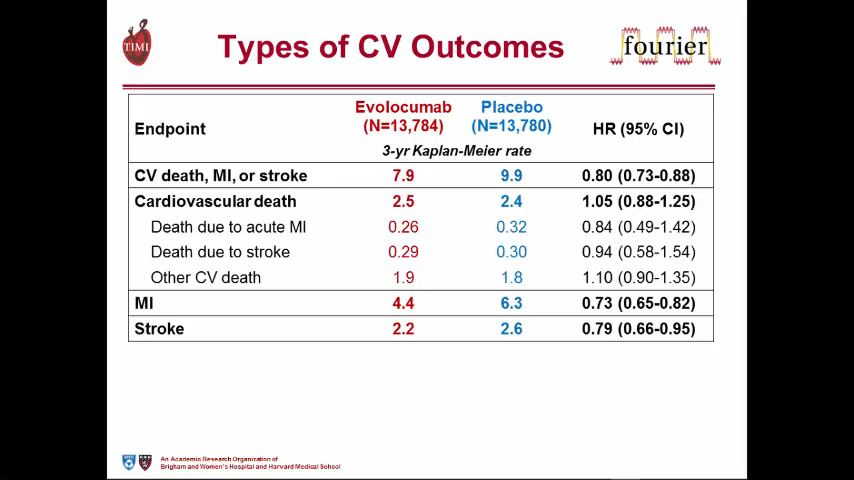 TIMI
Types of CV Outcomes
fourier
Endpoint Evolocumab (N=13,784) Placebo (N=13,780) HR (95% CI)
3-yr Kaplan-Meier rate
CV death, MI, or stroke 7.9 9.9 0.80 (0.73-0.88)
Cardiovascular death 2.5 2.4 1.05 (0.88-1.25)
Death due to acute MI 0.26 0.32 0.84 (0.49-1.42)
Death due to stroke 0.29 0.30 0.94 (0.58-1.54)
Other CV death 1.9 1.8 1.10 (0.90-1.35)
MI 4.4 6.3 0.73 (0.65-0.82)
Stroke 2.2 2.6 0.79 (0.66-0.95)
An Academic Research Organization of
Brigham and Women's Hospital and Harvard Medical School